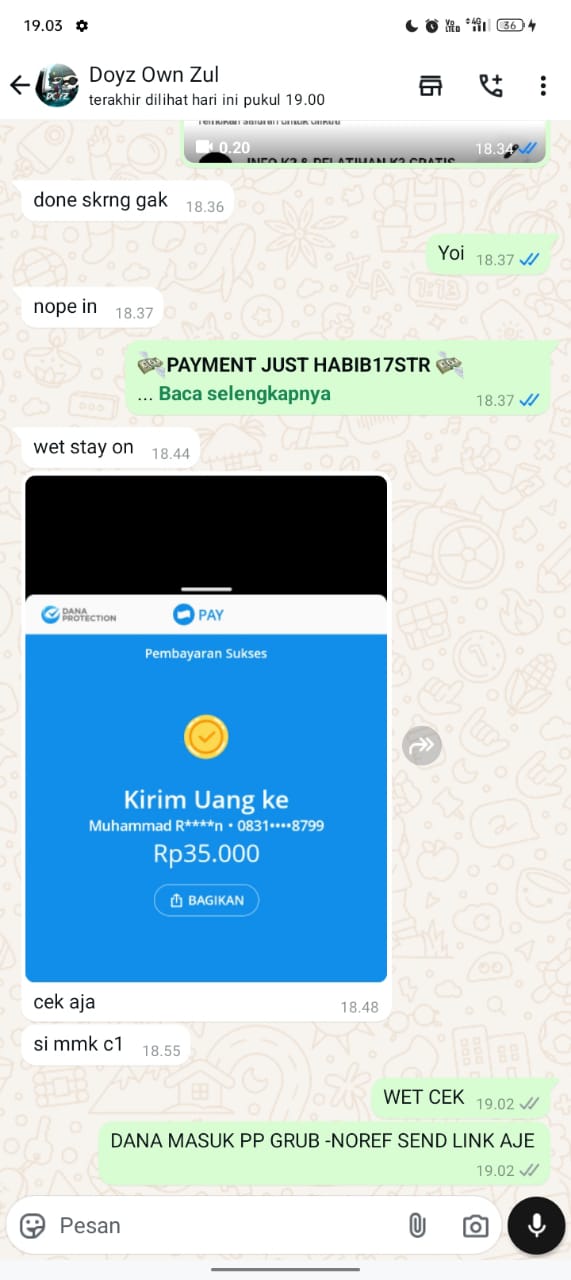 19.03
Vo
LTED
4G
36
Doyz Own Zul
terakhir dilihat hari ini pukul 19.00
0.20
18.34
INFO K3 & PELATIHAN K3 GRATIS
done skrng gak 18.36
Yoi 18.37
nope in 18.37
💸PAYMENT JUST HABIB17STR💸
... Baca selengkapnya 18.37
wet stay on 18.44
DANA
PROTECTION
PAY
Pembayaran Sukses
Kirim Uang ke
Muhammad R****n • 0831••••8799
Rp35.000
BAGIKAN
cek aja 18.48
si mmk c1 18.55
WET CEK 19.02
DANA MASUK PP GRUB -NOREF SEND LINK AJE
19.02
Pesan